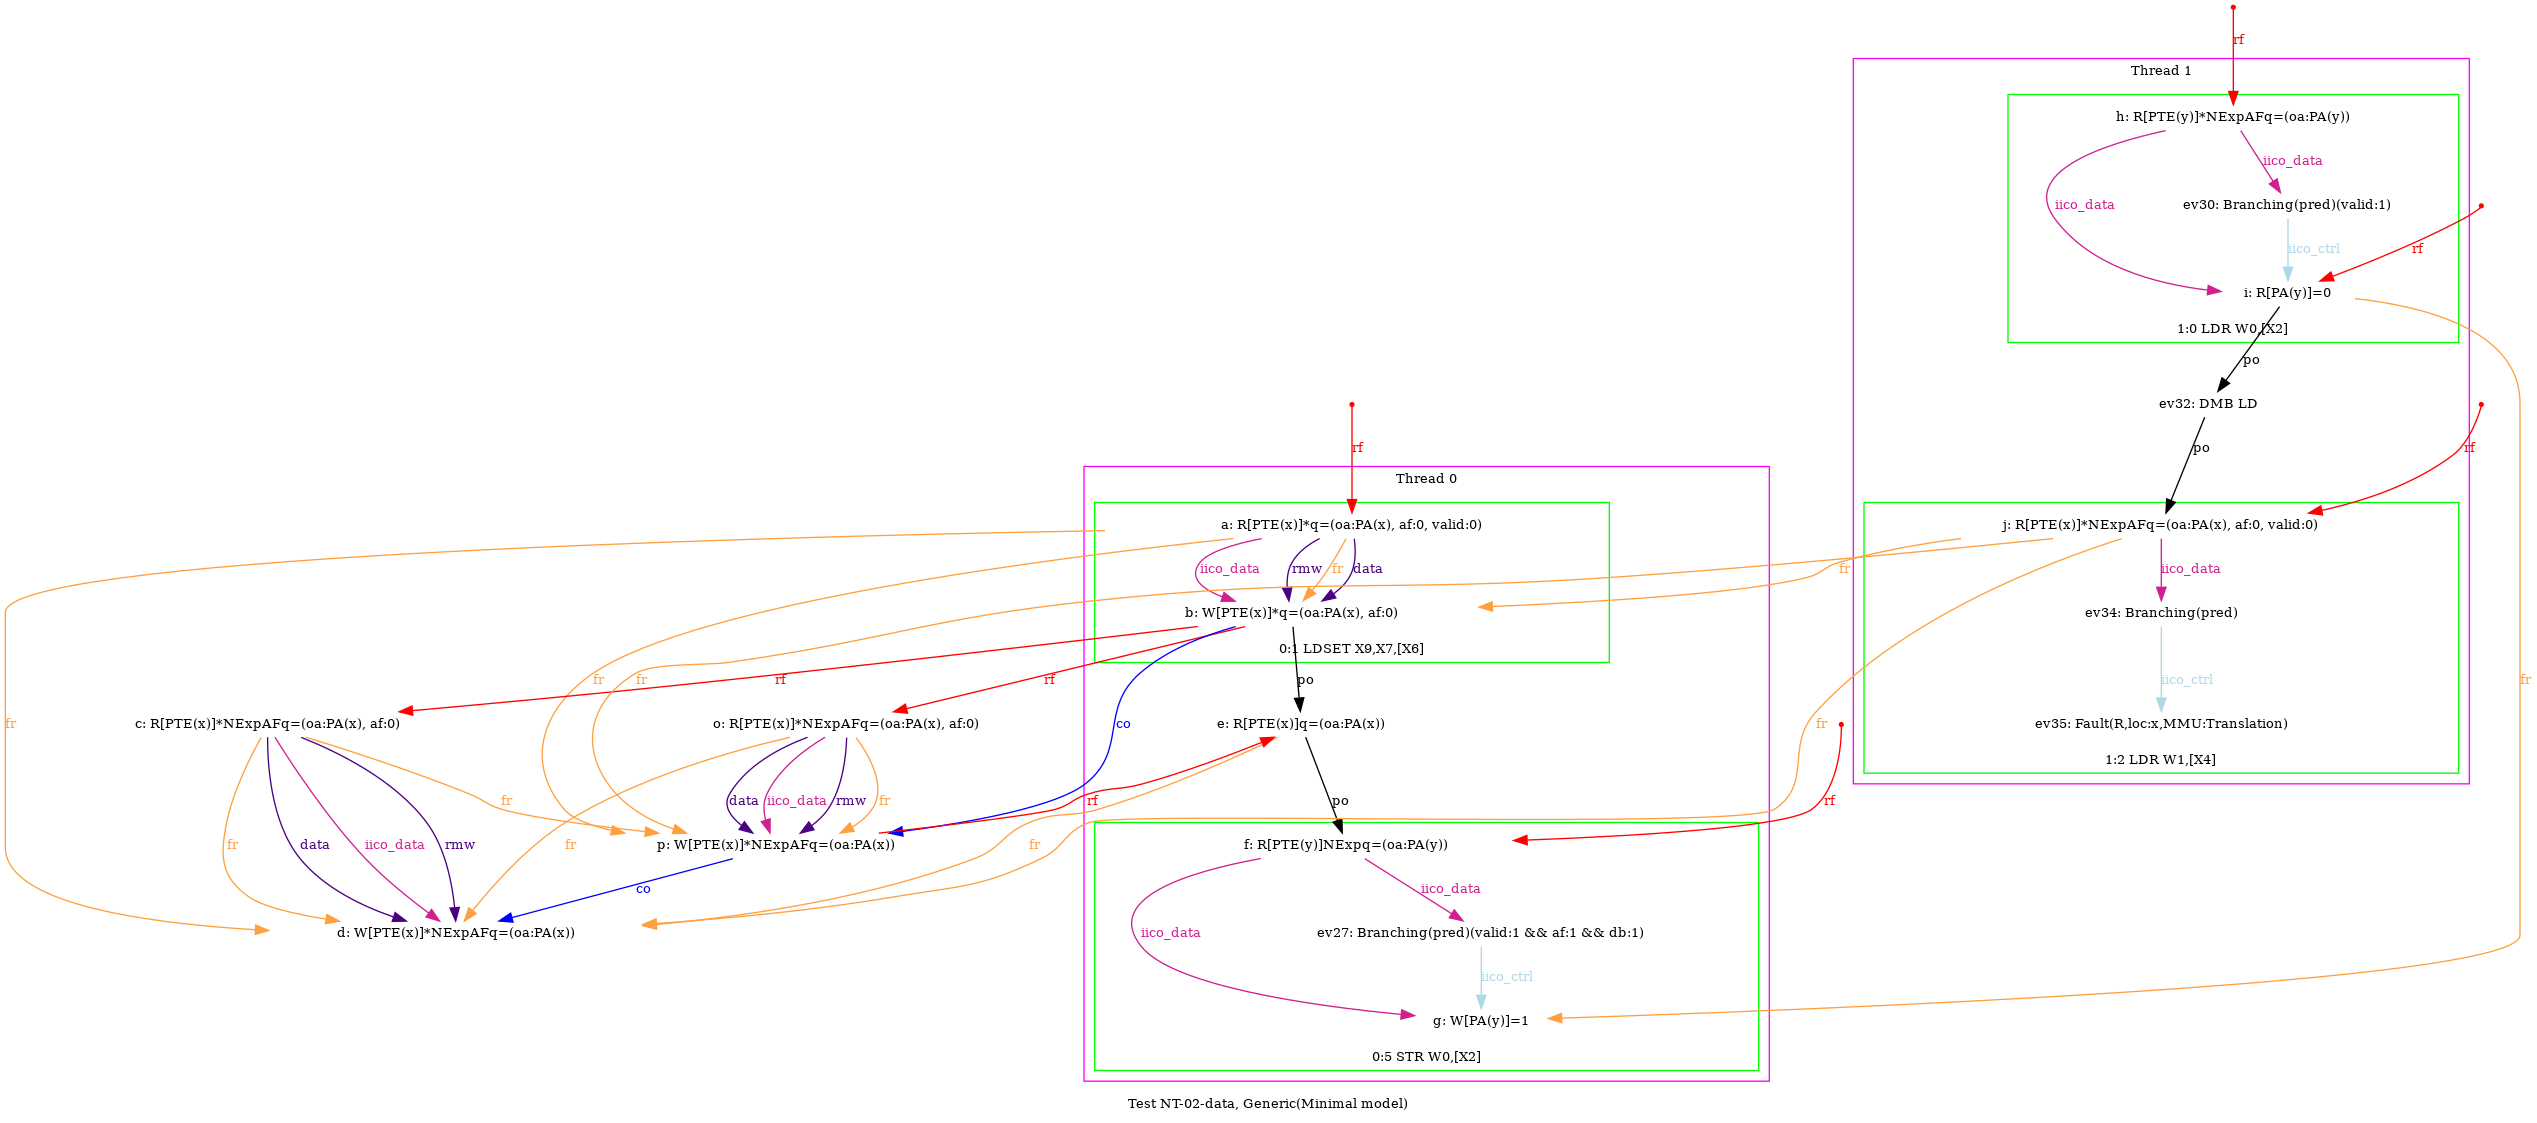 rf
Thread 1
h: R[PTE(y)]*NExpAFq=(oa:PA(y))
iico_data
iico_data
ev30: Branching(pred)(valid:1)
iico_ctrl
rf
i: R[PA(y)]=0
1:0 LDR W0,[X2]
po
ev32: DMB LD
po
rf
fr
j: R[PTE(x)]*NExpAFq=(oa:PA(x), af:0, valid:0)
iico_data
ev34: Branching(pred)
iico_ctrl
ev35: Fault(R,loc:x,MMU:Translation)
1:2 LDR W1,[X4]
rf
Thread 0
a: R[PTE(x)]*q=(oa:PA(x), af:0, valid:0)
iico_data
rmw
fr
data
fr
b: W[PTE(x)]*q=(oa:PA(x), af:0)
0:1 LDSET X9,X7,[X6]
rf
fr
fr
rf
po
fr
c: R[PTE(x)]*NExpAFq=(oa:PA(x), af:0)
o: R[PTE(x)]*NExpAFq=(oa:PA(x), af:0)
co
e: R[PTE(x)]q=(oa:PA(x))
fr
fr
data
iico_data
rmw
fr
rf
po
rf
p: W[PTE(x)]*NExpAFq=(oa:PA(x))
f: R[PTE(y)]NExpq=(oa:PA(y))
fr
data
iico_data
rmw
fr
fr
co
iico_data
iico_data
d: W[PTE(x)]*NExpAFq=(oa:PA(x))
ev27: Branching(pred)(valid:1 && af:1 && db:1)
iico_ctrl
g: W[PA(y)]=1
0:5 STR W0,[X2]
Test NT-02-data, Generic(Minimal model)